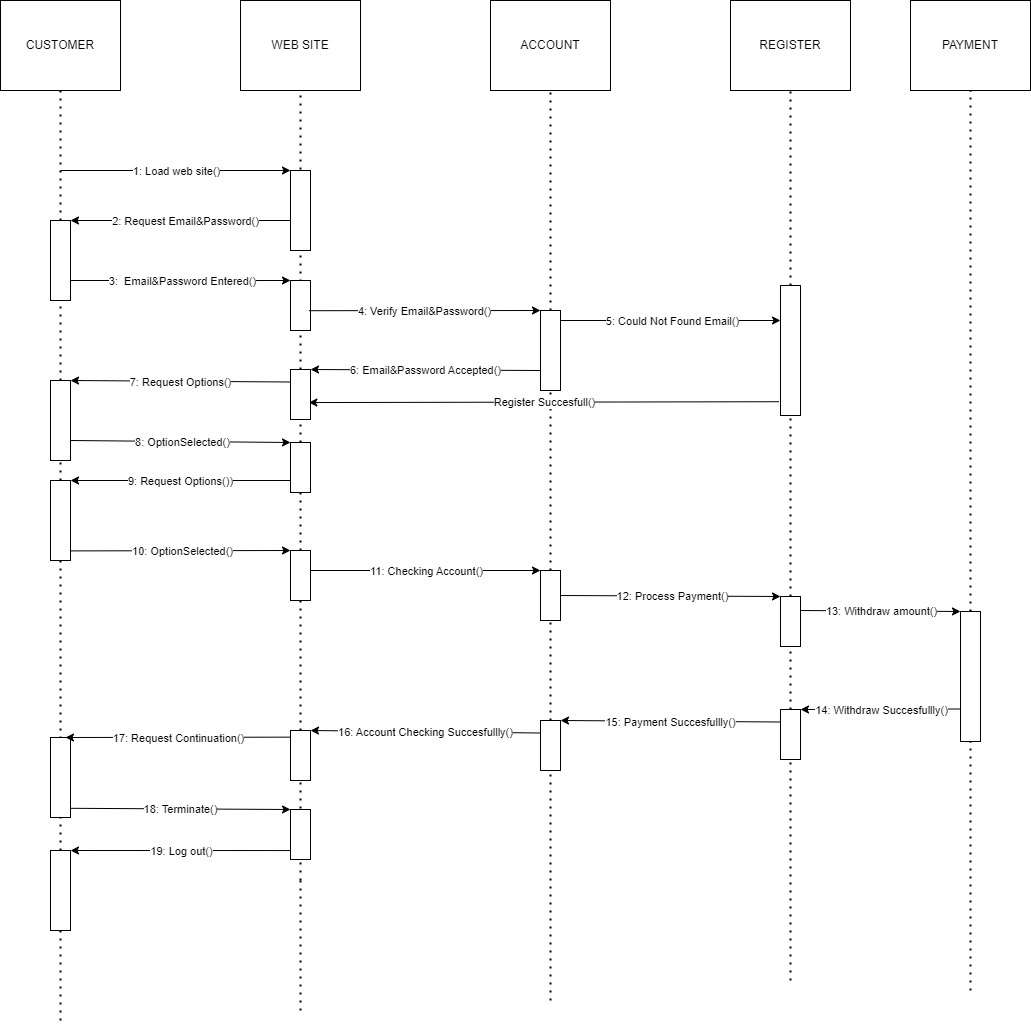 CUSTOMER
WEB SITE
ACCOUNT
REGISTER
PAYMENT
1: Load web site()
2: Request Email&Password()
3:  Email&Password Entered()
4: Verify Email&Password()
5: Could Not Found Email()
6: Email&Password Accepted()
7: Request Options()
Register Succesfull()
8: OptionSelected()
9: Request Options())
10: OptionSelected()
11: Checking Account()
12: Process Payment()
13: Withdraw amount()
14: Withdraw Succesfullly()
15: Payment Succesfullly()
16: Account Checking Succesfullly()
17: Request Continuation()
18: Terminate()
19: Log out()